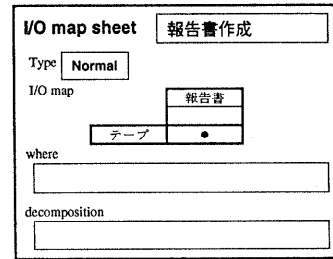 I/O map sheet 報告書作成
Type Normal
I/O map
報告書
テープ ●
where
decomposition